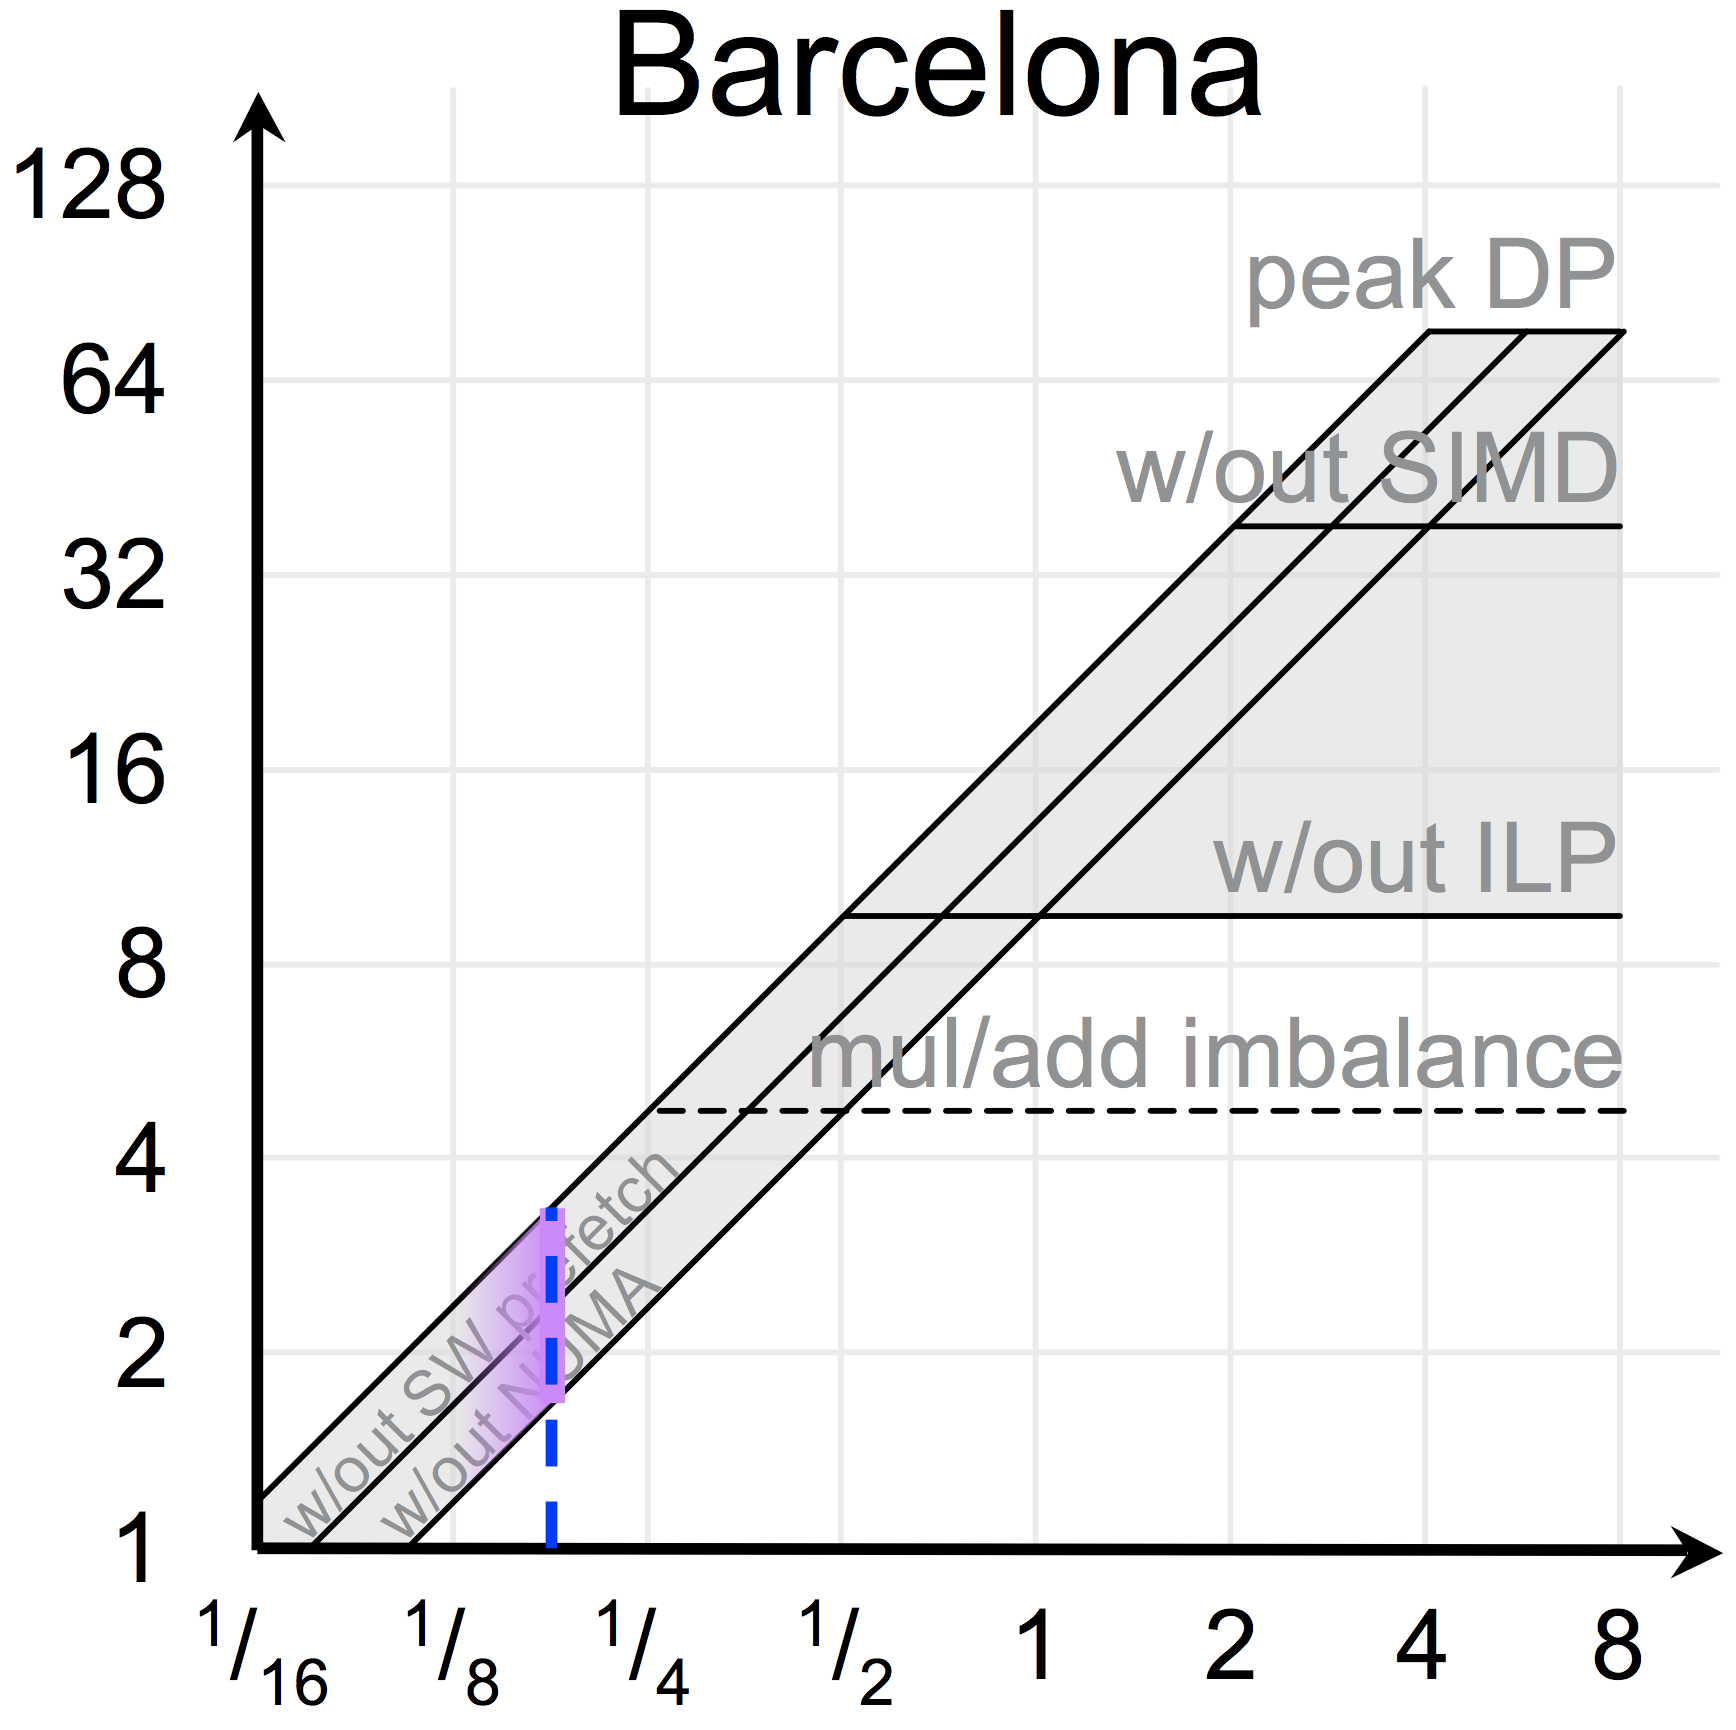 Barcelona
128
64
32
16
8
4
2
1
peak DP
w/out SIMD
w/out ILP
mul/add imbalance
w/out SW prefetch
w/out NUMA
1/16 1/8 1/4 1/2 1 2 4 8